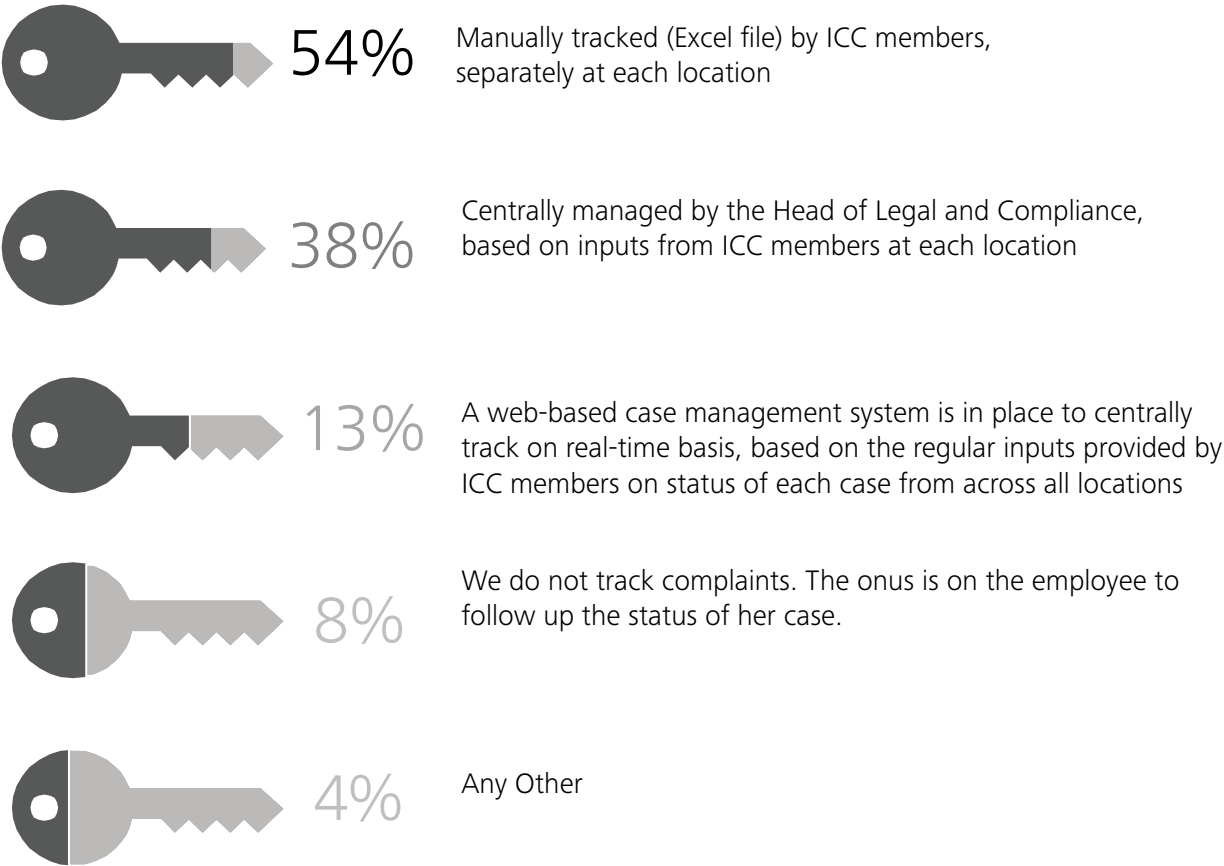 54%
Manually tracked (Excel file) by ICC members,
separately at each location
38%
Centrally managed by the Head of Legal and Compliance,
based on inputs from ICC members at each location
13%
A web-based case management system is in place to centrally
track on real-time basis, based on the regular inputs provided by
ICC members on status of each case from across all locations
8%
We do not track complaints. The onus is on the employee to
follow up the status of her case.
4%
Any Other